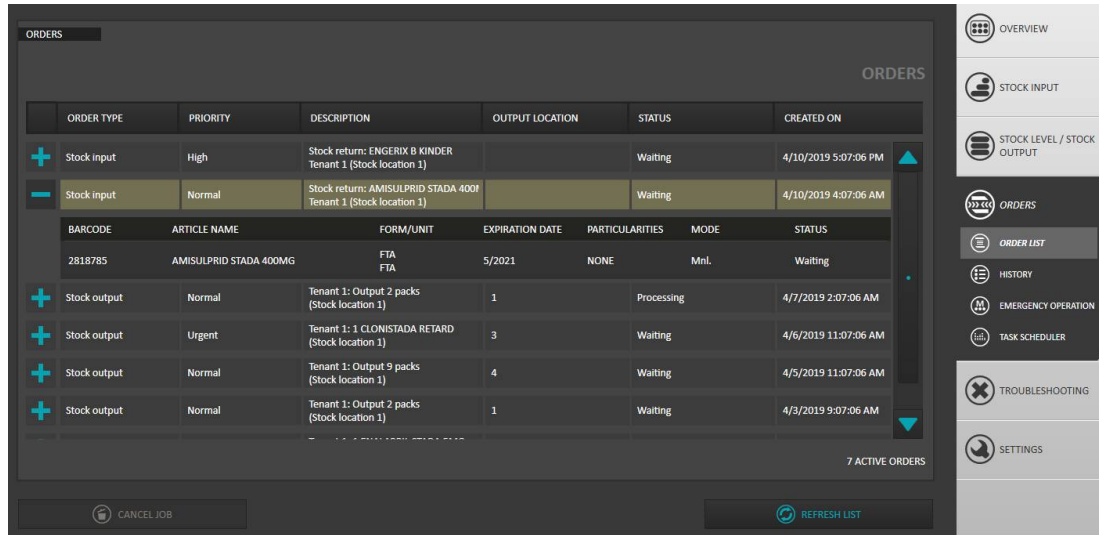 ORDERS
ORDERS
ORDER TYPE PRIORITY DESCRIPTION OUTPUT LOCATION STATUS CREATED ON
Stock input High Stock return: ENGERIX B KINDER Waiting 4/10/2019 5:07:06 PM
Tenant 1 (Stock location 1)
Stock input Normal Stock return: AMISULPRID STADA 400 Waiting 4/10/2019 4:07:06 AM
Tenant 1 (Stock location 1)
BARCODE ARTICLE NAME FORM/UNIT EXPIRATION DATE PARTICULARITIES MODE STATUS
2818785 AMISULPRID STADA 400MG FTA 5/2021 NONE Mnl. Waiting
FTA
Stock output Normal Tenant 1: Output 2 packs 1 Processing 4/7/2019 2:07:06 AM
(Stock location 1)
Stock output Urgent Tenant 1: 1 CLONISTADA RETARD 3 Waiting 4/6/2019 11:07:06 AM
(Stock location 1)
Stock output Normal Tenant 1: Output 9 packs 4 Waiting 4/5/2019 11:07:06 AM
(Stock location 1)
Stock output Normal Tenant 1: Output 2 packs 1 Waiting 4/3/2019 9:07:06 AM
(Stock location 1)
7 ACTIVE ORDERS
CANCEL JOB
REFRESH LIST
OVERVIEW
STOCK INPUT
STOCK LEVEL / STOCK
OUTPUT
ORDERS
ORDER LIST
HISTORY
M
EMERGENCY OPERATION
TASK SCHEDULER
TROUBLESHOOTING
SETTINGS